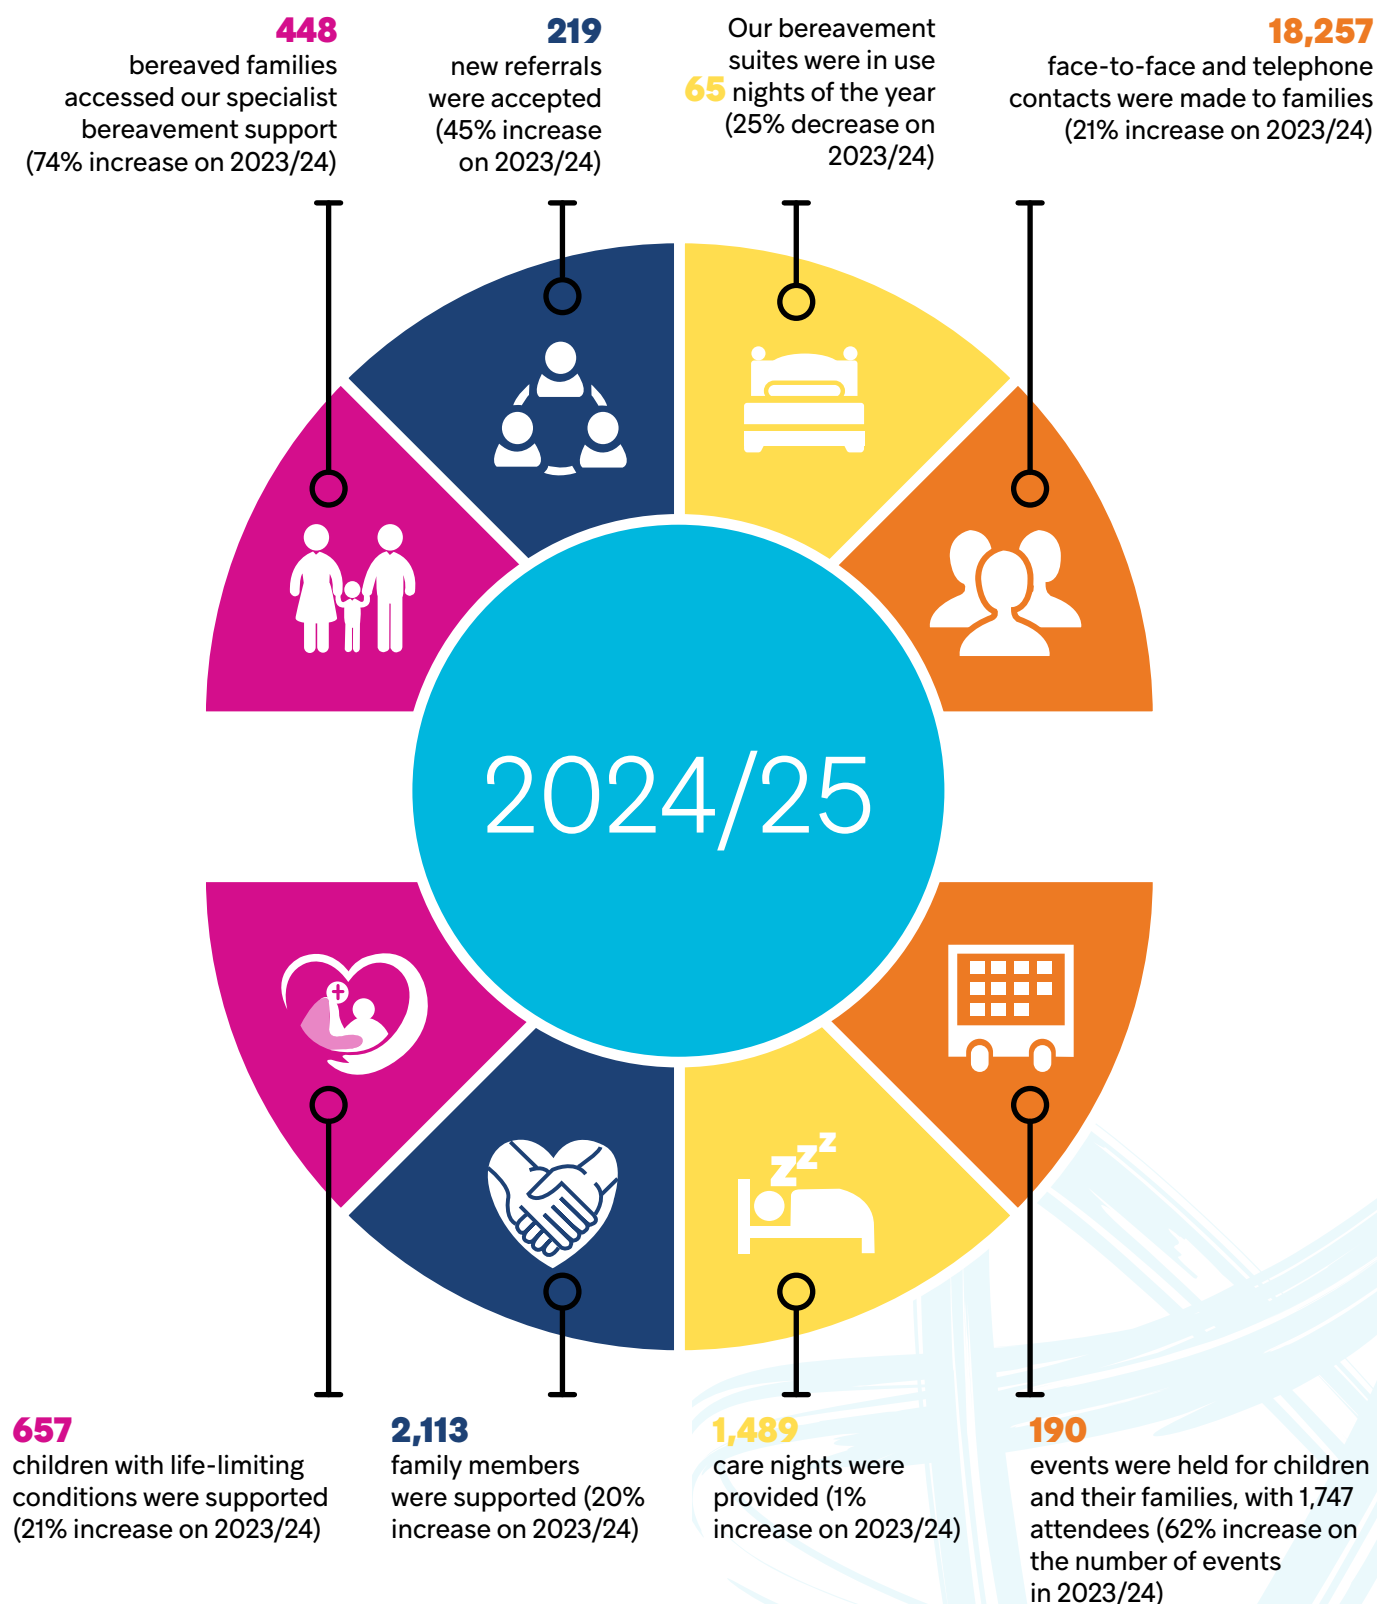 448
bereaved families
accessed our specialist
bereavement support
(74% increase on 2023/24)
219
new referrals
were accepted
(45% increase
on 2023/24)
Our bereavement
suites were in use
65 nights of the year
(25% decrease on
2023/24)
18,257
face-to-face and telephone
contacts were made to families
(21% increase on 2023/24)
2024/25
zzz
657
children with life-limiting
conditions were supported
(21% increase on 2023/24)
2,113
family members
were supported (20%
increase on 2023/24)
1,489
care nights were
provided (1%
increase on 2023/24)
190
events were held for children
and their families, with 1,747
attendees (62% increase on
the number of events
in 2023/24)